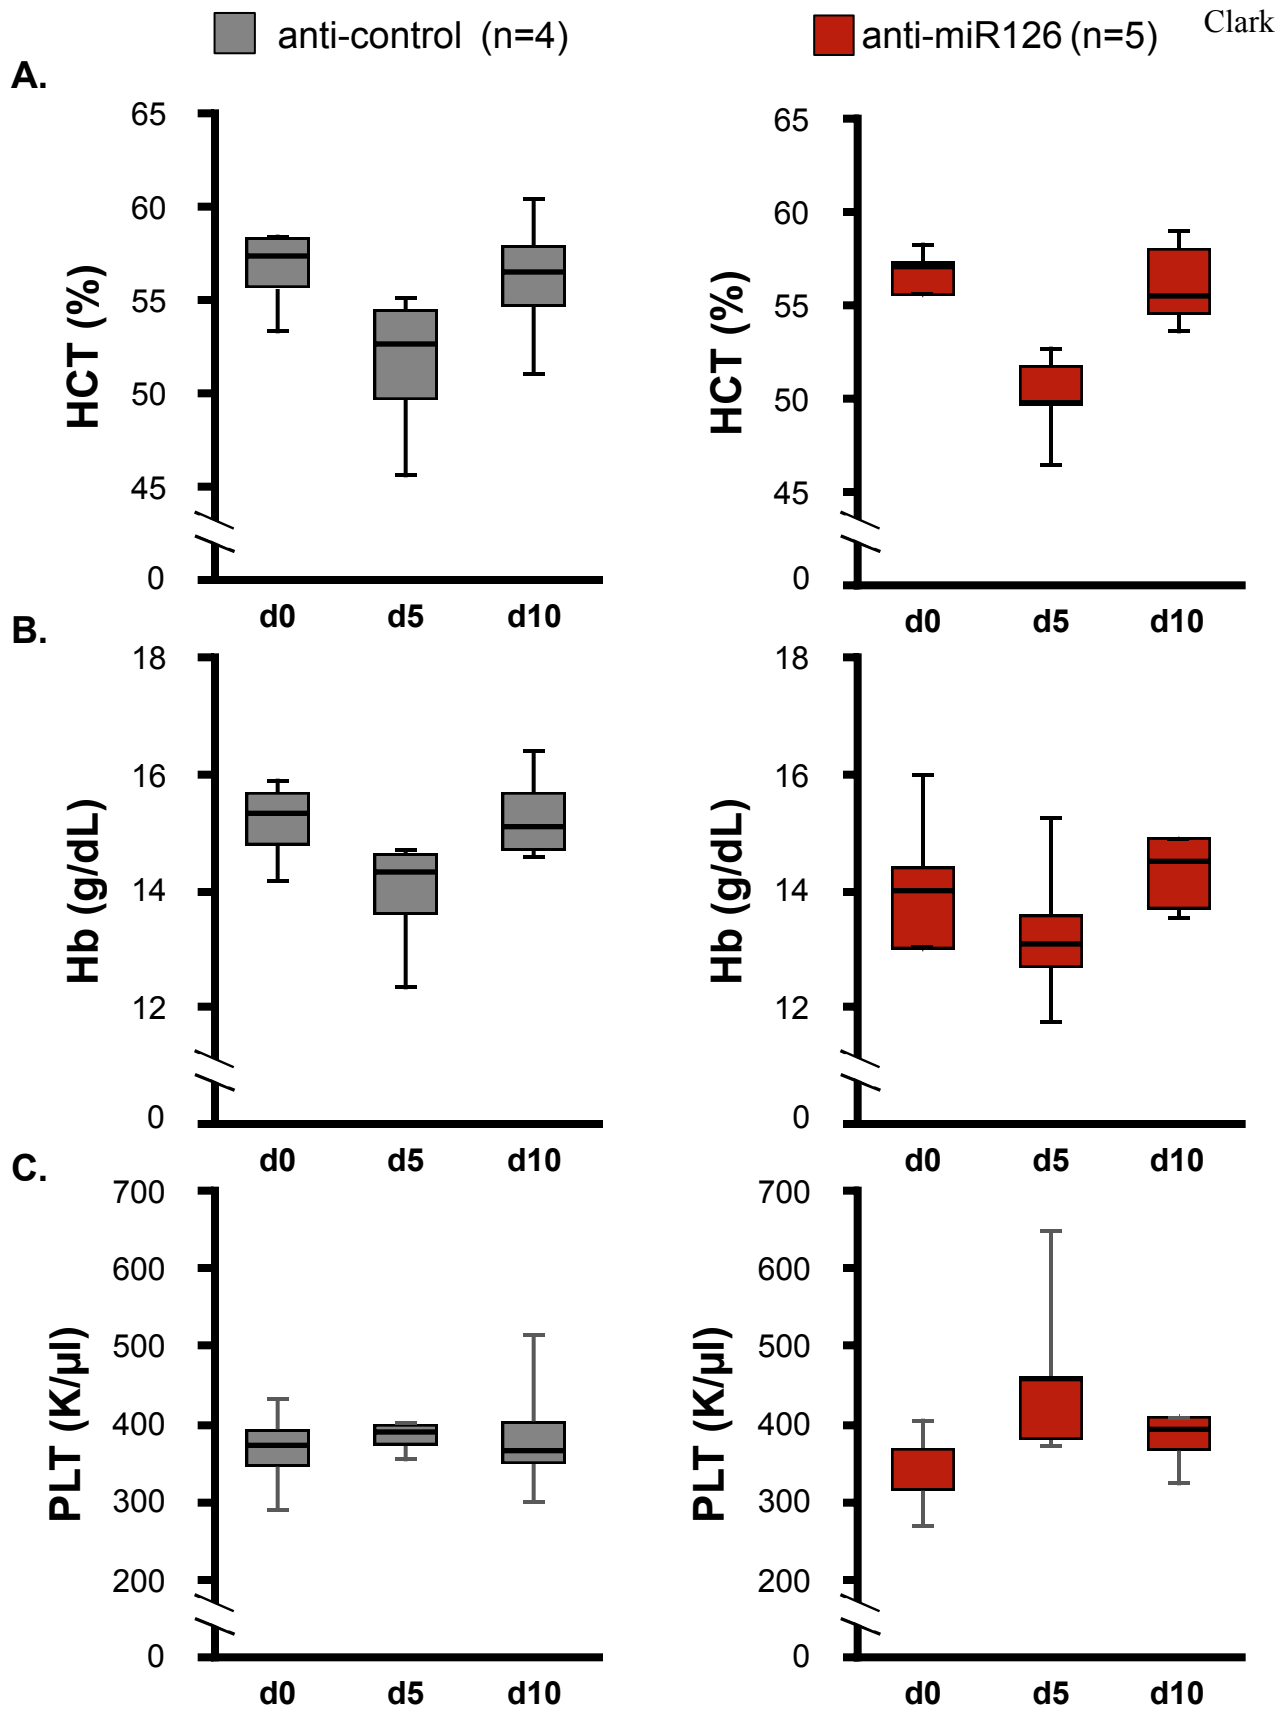 anti-control (n=4)
anti-miR126 (n=5)
Clark
A.
HCT (%)
65
60
55
50
45
0
d0 d5 d10
HCT (%)
65
60
55
50
45
0
d0 d5 d10
B.
Hb (g/dL)
18
16
14
12
0
d0 d5 d10
Hb (g/dL)
18
16
14
12
0
d0 d5 d10
C.
PLT (K/µl)
700
600
500
400
300
200
0
d0 d5 d10
PLT (K/µl)
700
600
500
400
300
200
0
d0 d5 d10